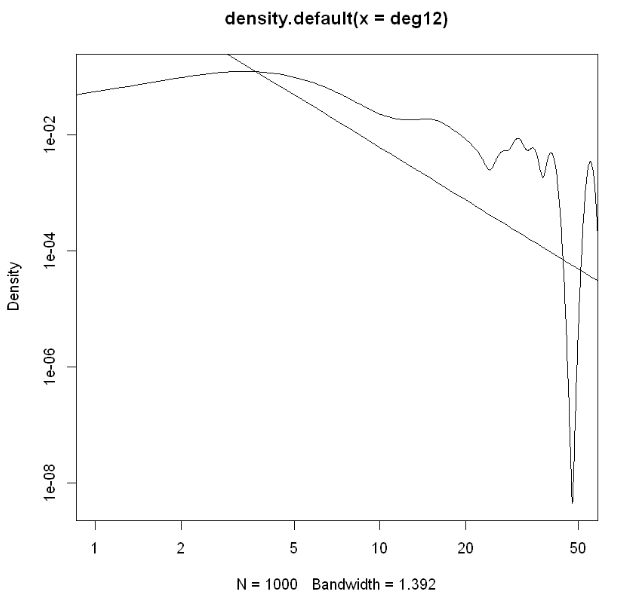 density.default(x = deg12)
Density
1e-02
1e-04
1e-06
1e-08
1 2 5 10 20 50
N = 1000 Bandwidth = 1.392